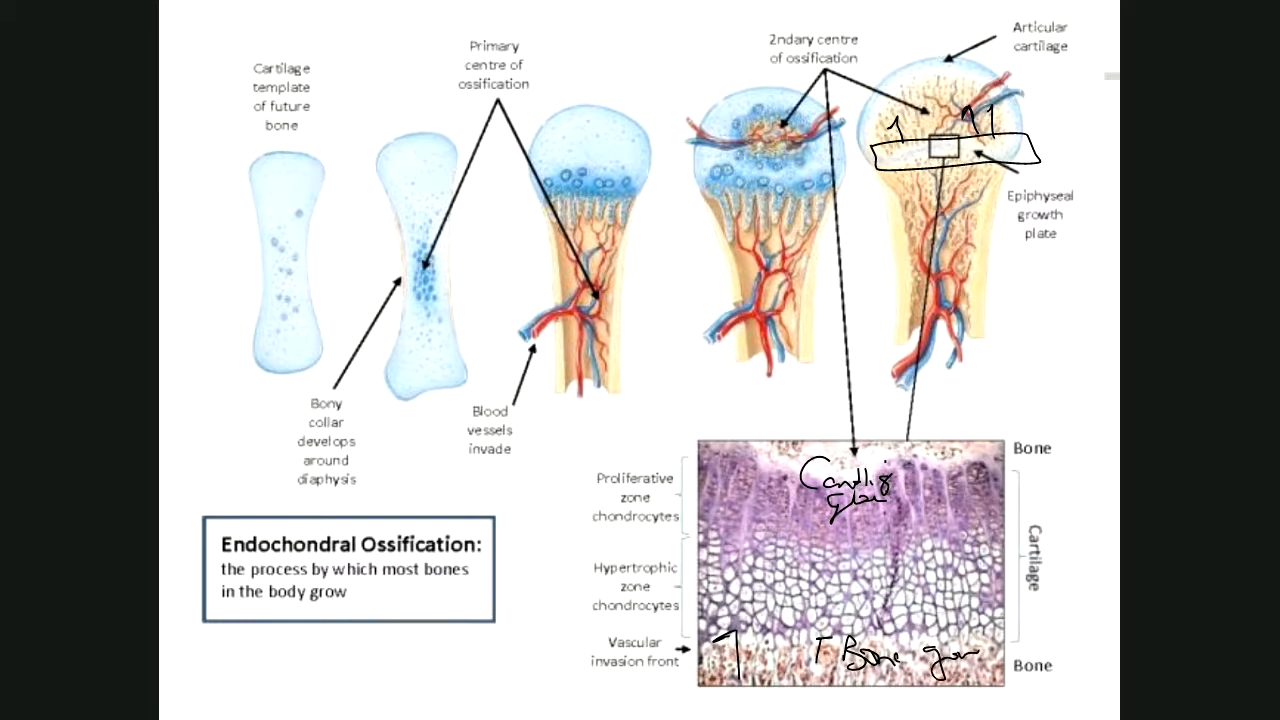 Articular
cartilage
2ndary centre
of ossification
Primary
centre of
ossification
Cartilage
template
of future
bone
Epiphyseal
growth
plate
Bony
collar
develops
around
diaphysis
Blood
vessels
invade
Bone
Proliferative
zone
chondrocytes
Cartilage
Hypertrophic
zone
chondrocytes
Vascular
invasion front
Bone
Bone
Endochondral Ossification:
the process by which most bones
in the body grow